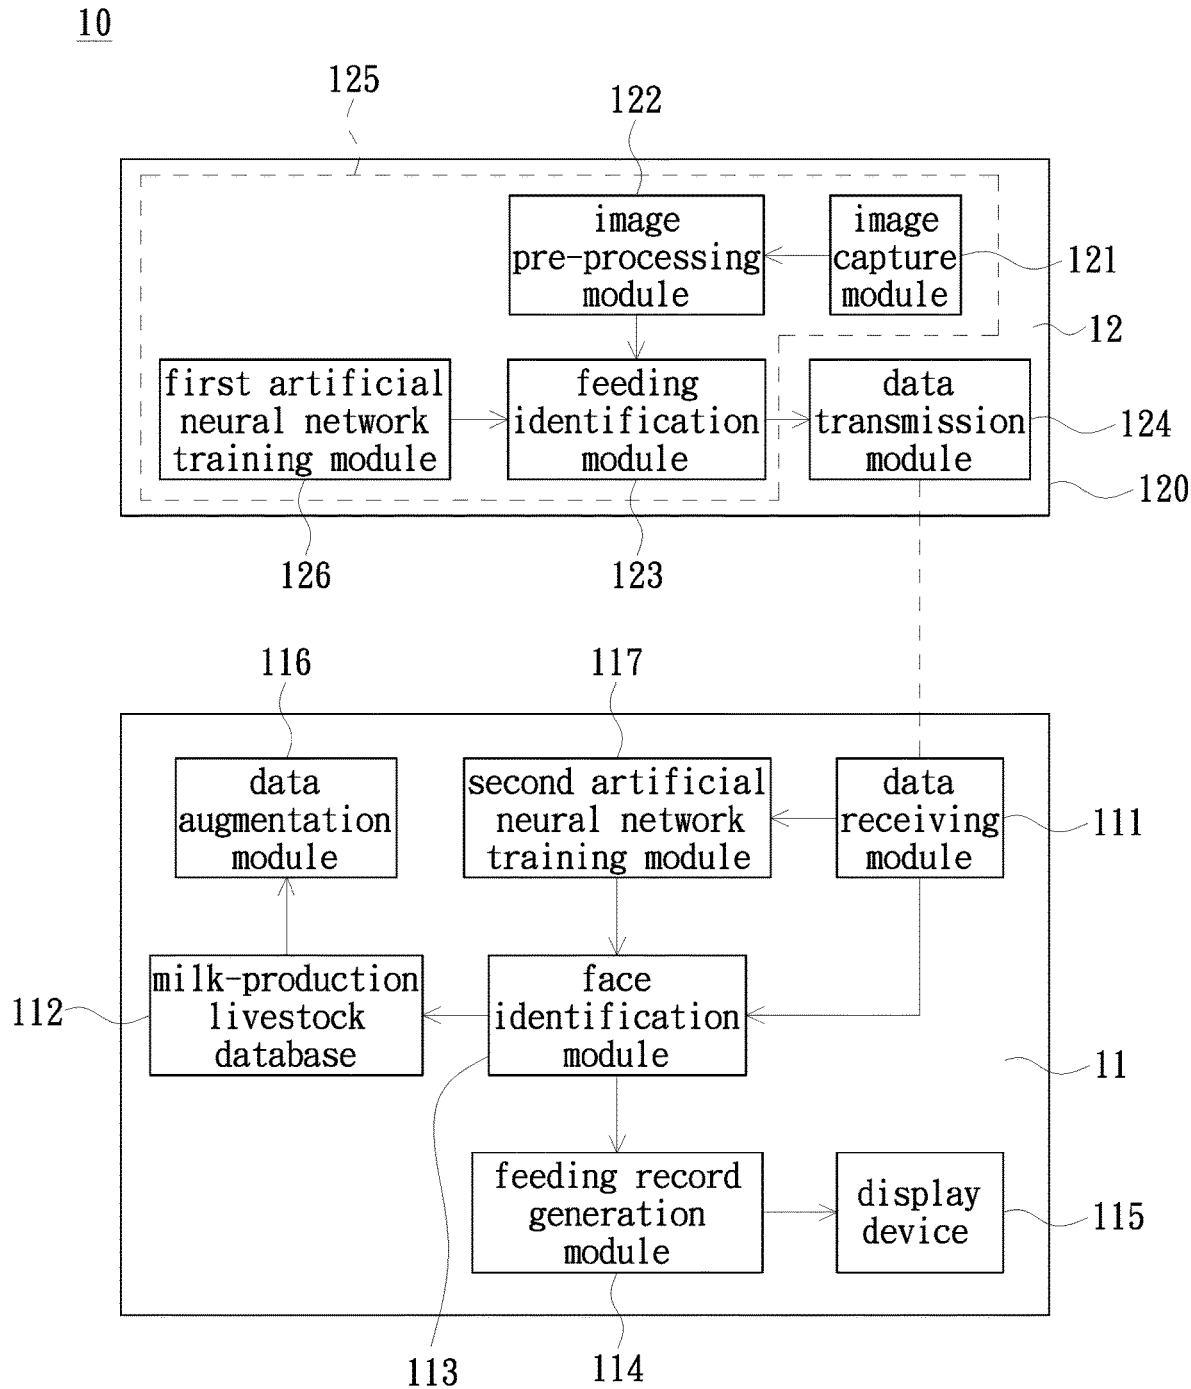 10
125
122
image
pre-processing
module
image
capture
module
121
12
first artificial
neural network
training module
feeding
identification
module
data
transmission
module
124
120
126
123
116
117
data
augmentation
module
second artificial
neural network
training module
data
receiving
module
111
milk-production
livestock
database
112
face
identification
module
11
feeding record
generation
module
display
device
115
113
114